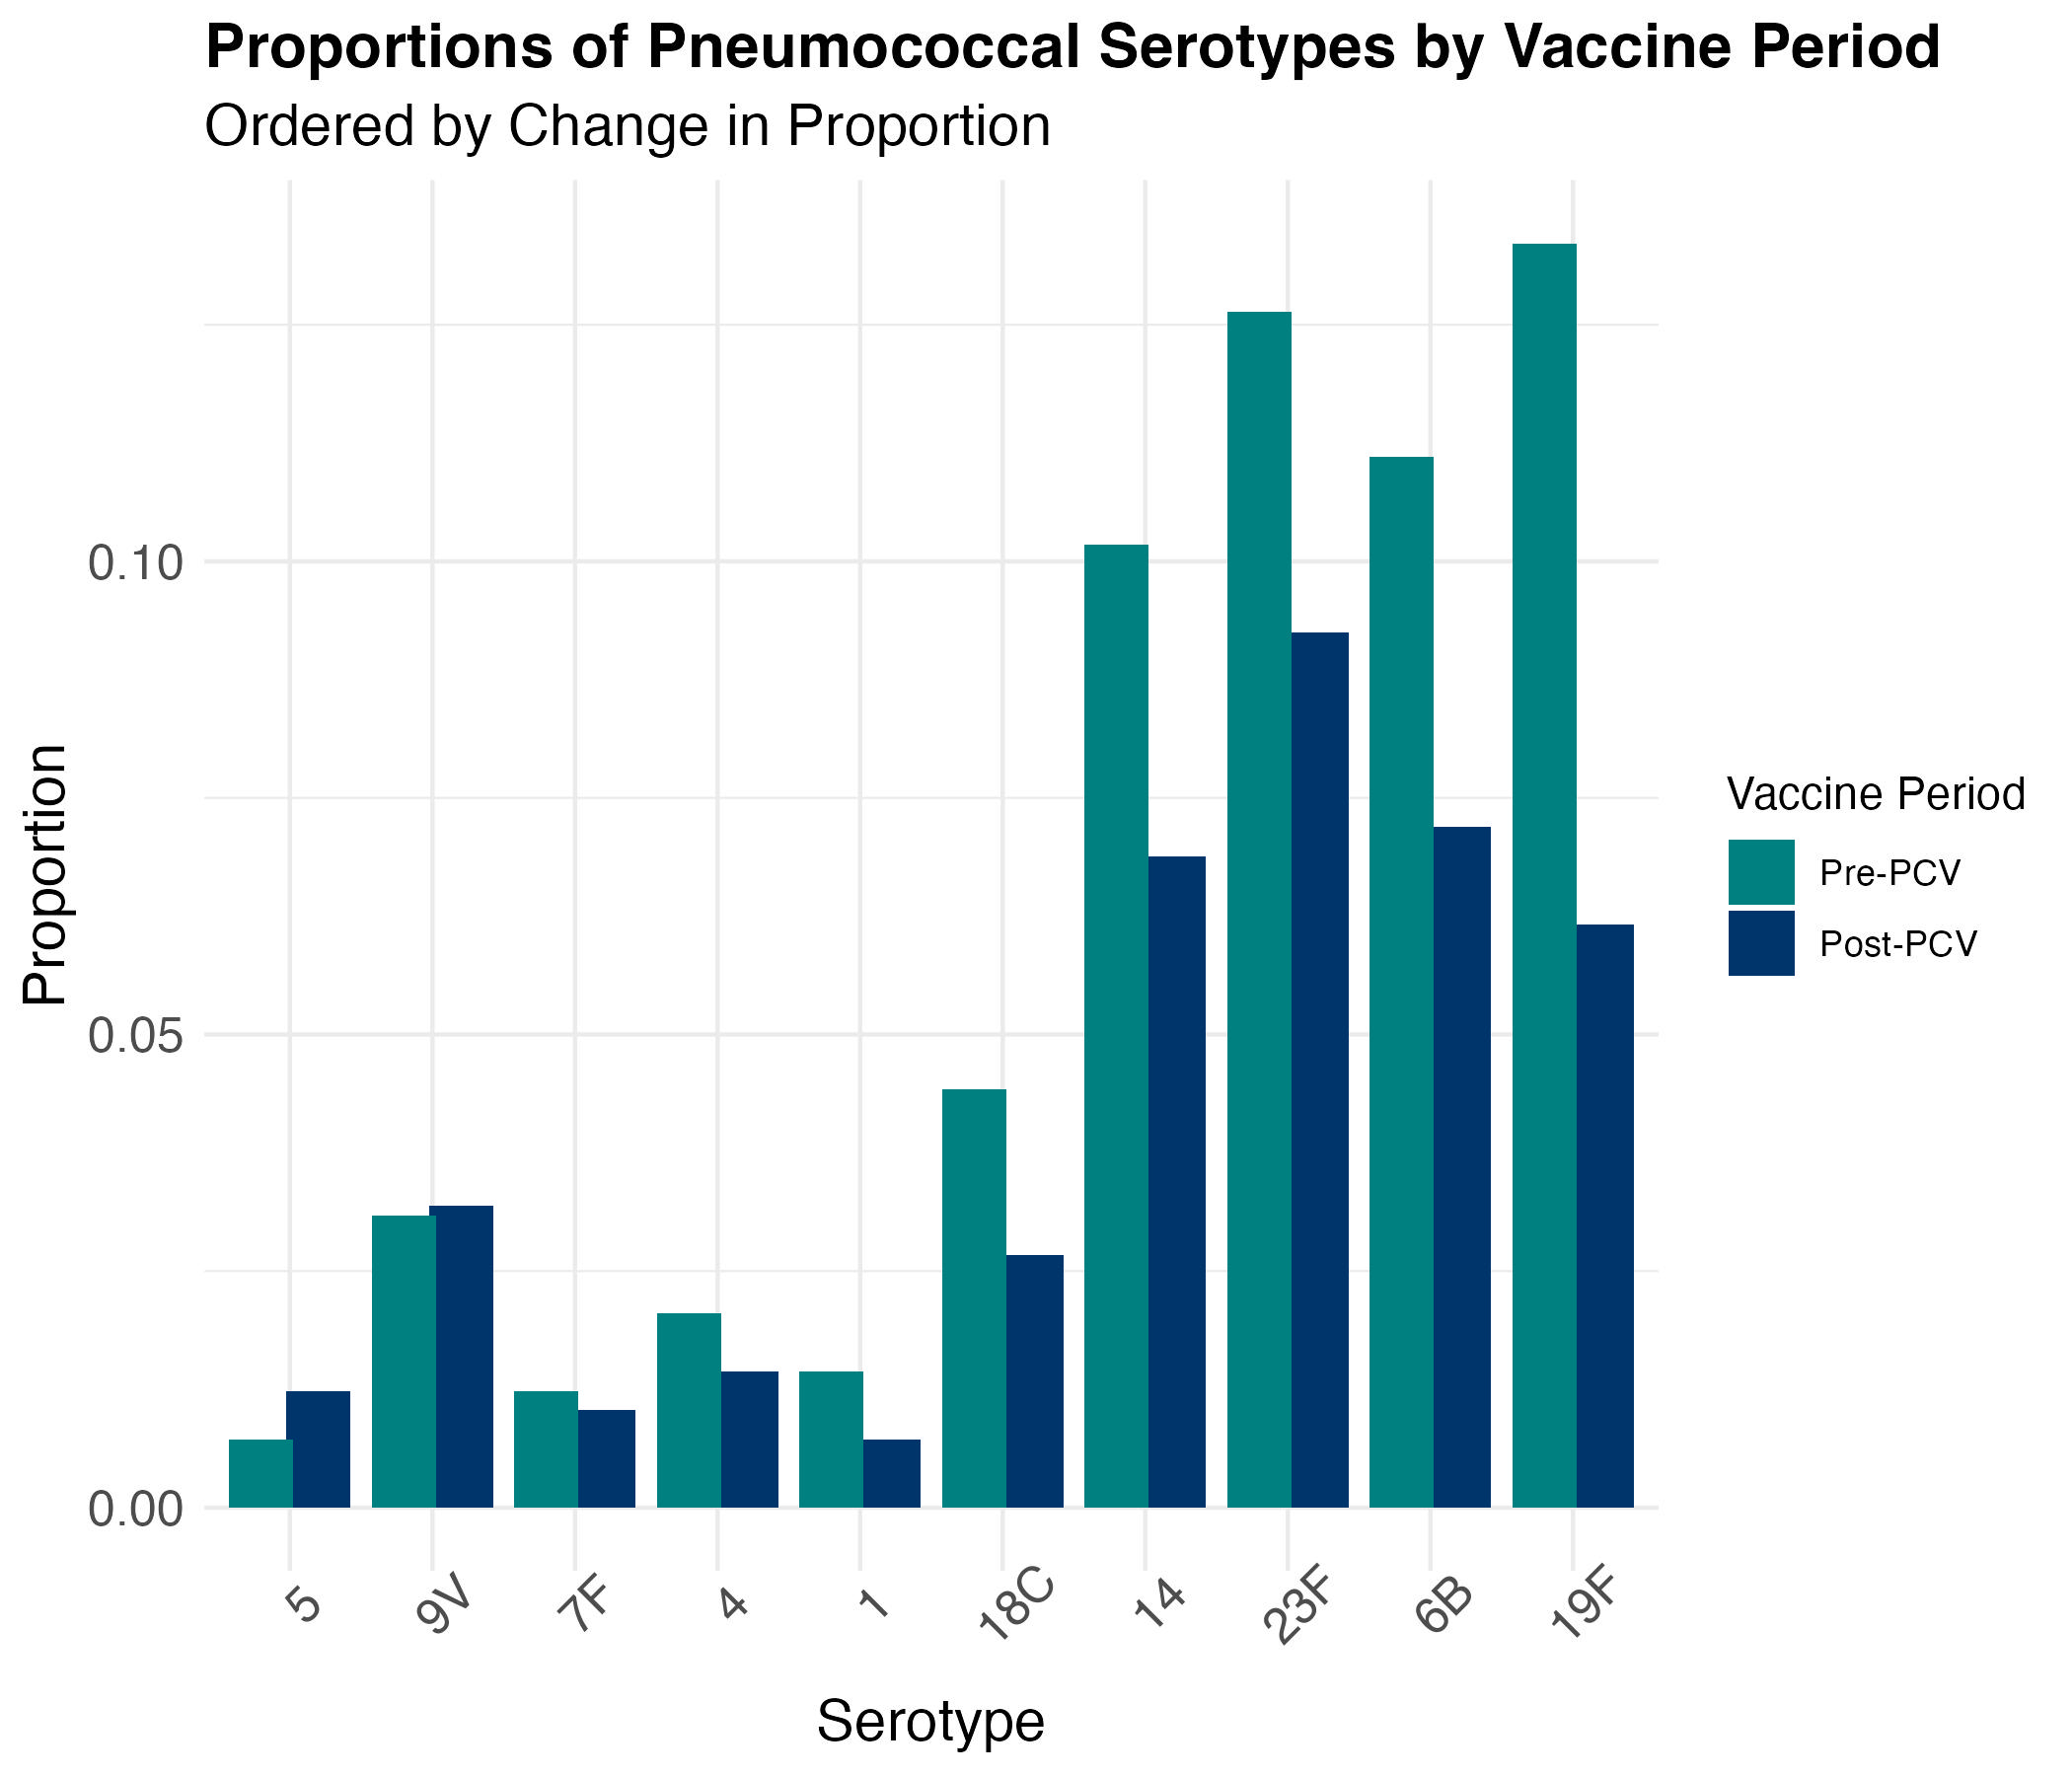 Proportions of Pneumococcal Serotypes by Vaccine Period
Ordered by Change in Proportion
Proportion
0.10
0.05
0.00
5
9V
7F
4
1
18C
14
23F
6B
19F
Serotype
Vaccine Period
Pre-PCV
Post-PCV